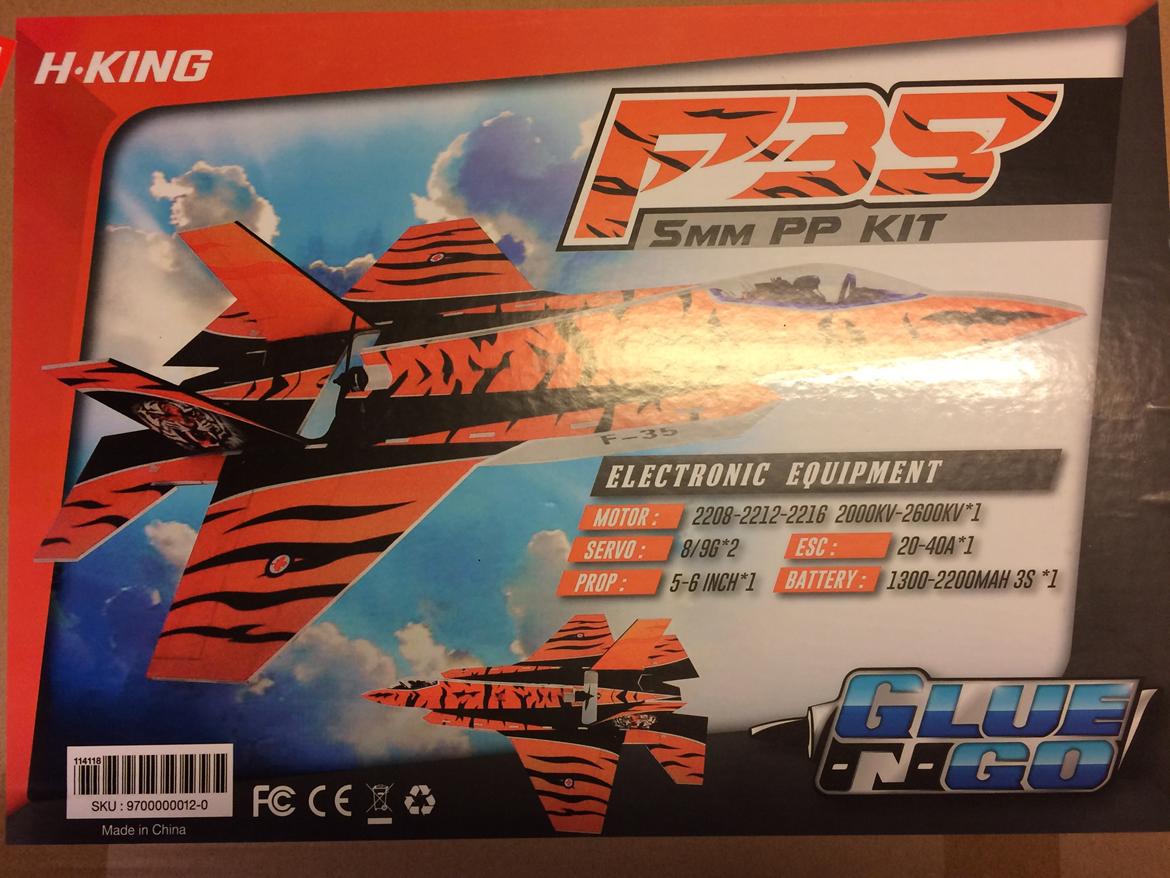 H·KING
F35
5MM PP KIT
F-35
ELECTRONIC EQUIPMENT
MOTOR : 2208-2212-2216 2000KV-2600KV*1
SERVO : 8/9G*2 ESC : 20-40A*1
PROP : 5-6 INCH*1 BATTERY : 1300-2200MAH 3S *1
GLUE
-N-GO
114118
SKU : 9700000012-0
FC CE
Made in China